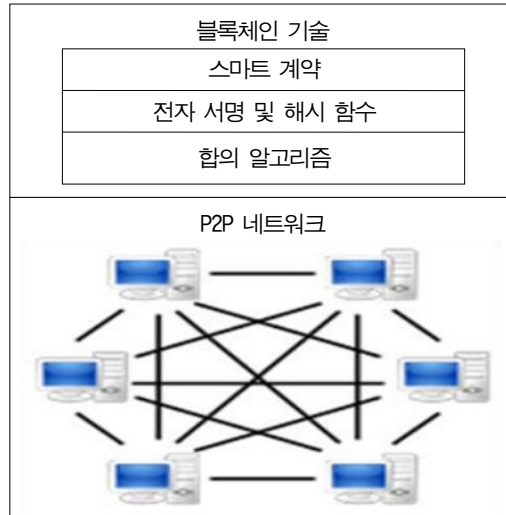 블록체인 기술
스마트 계약
전자 서명 및 해시 함수
합의 알고리즘
P2P 네트워크